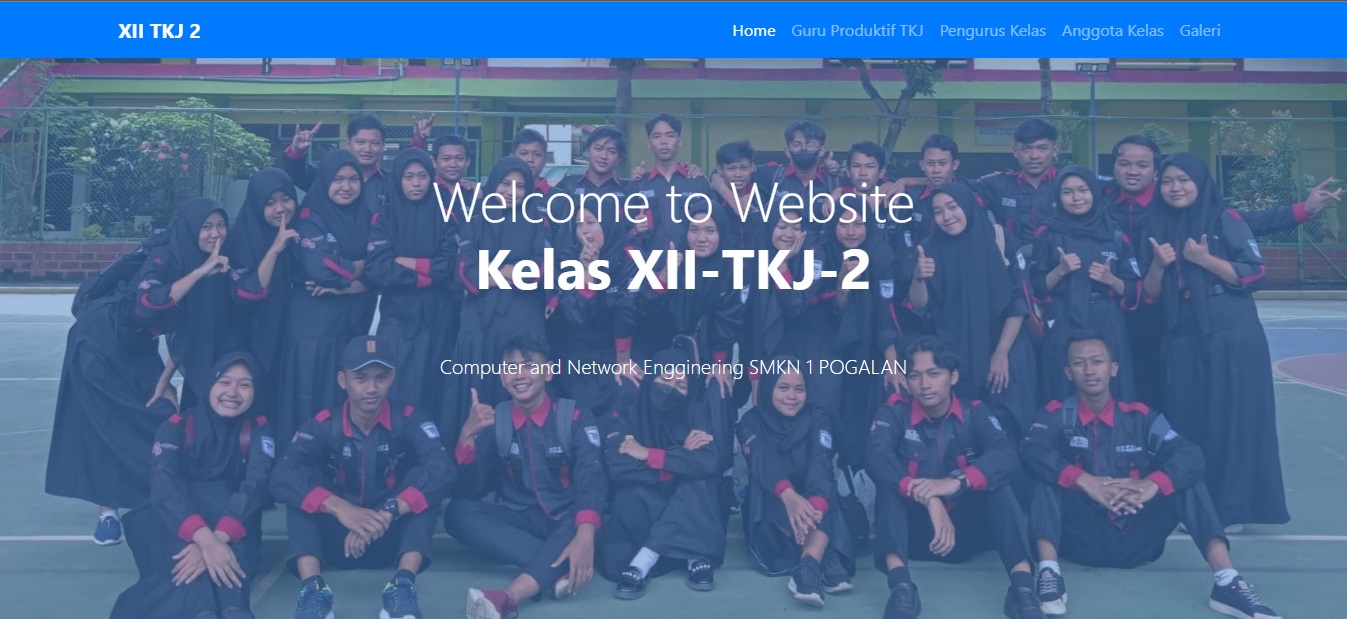 XII TKJ 2
Home Guru Produktif TKJ Pengurus Kelas Anggota Kelas Galeri
Welcome to Website
Kelas XII-TKJ-2
Computer and Network Engginering SMKN 1 POGALAN